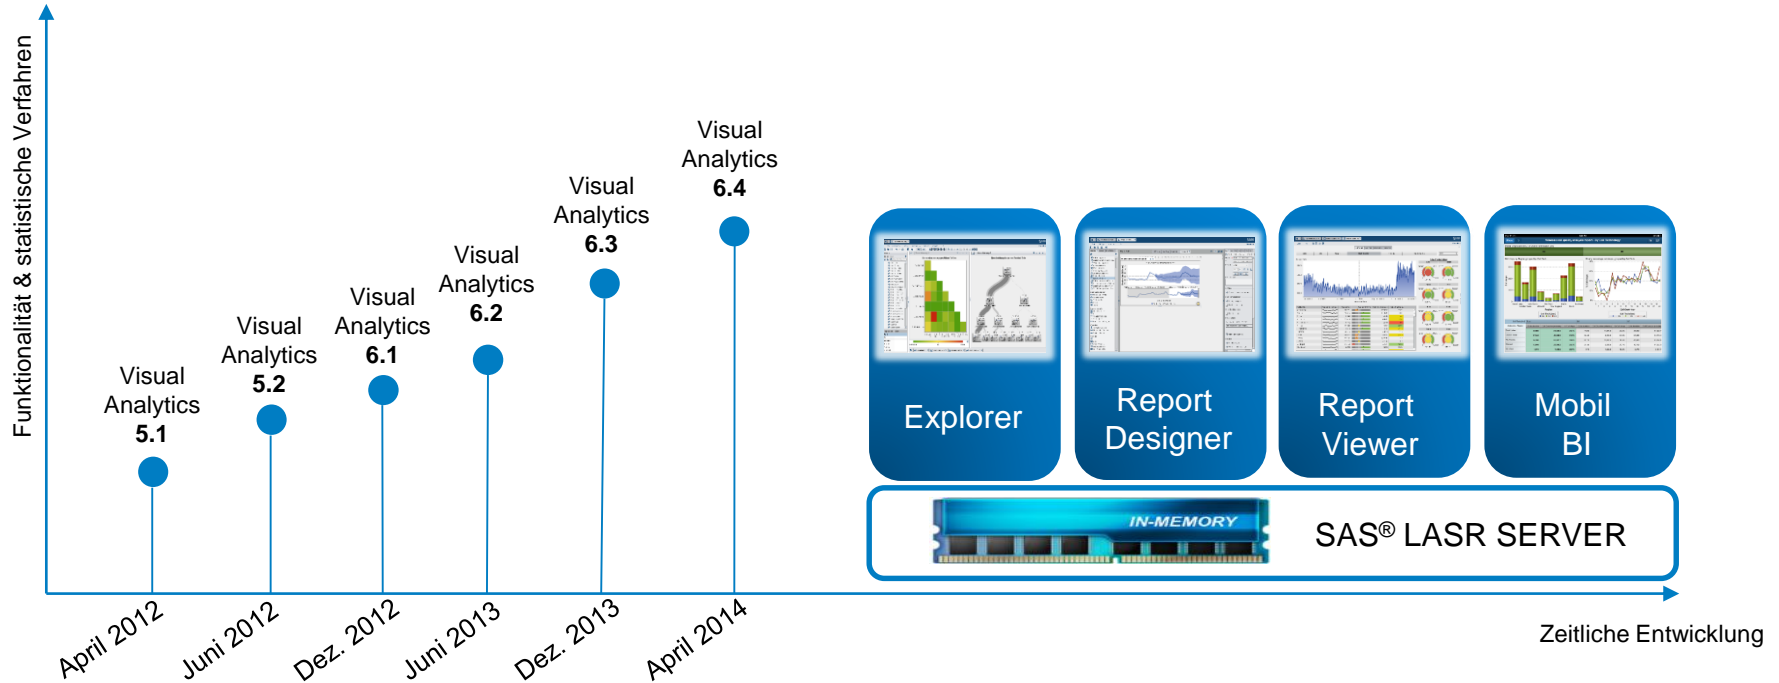 Funktionalität & statistische Verfahren
Visual
Analytics
5.1
Visual
Analytics
5.2
Visual
Analytics
6.1
Visual
Analytics
6.2
Visual
Analytics
6.3
Visual
Analytics
6.4
Explorer
Report
Designer
Report
Viewer
Mobil
BI
IN-MEMORY
SAS® LASR SERVER
April 2012
Juni 2012
Dez. 2012
Juni 2013
Dez. 2013
April 2014
Zeitliche Entwicklung